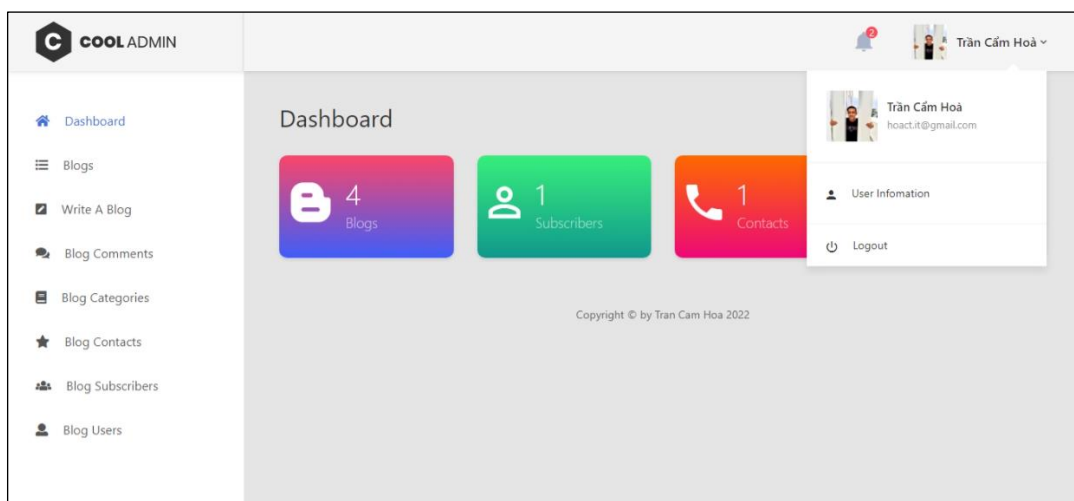 C COOL ADMIN
2
Trần Cẩm Hoà
Dashboard
Blogs
Write A Blog
Blog Comments
Blog Categories
Blog Contacts
Blog Subscribers
Blog Users
Dashboard
4
Blogs
1
Subscribers
1
Contacts
Trần Cẩm Hoà
hoact.it@gmail.com
User Infomation
Logout
Copyright © by Tran Cam Hoa 2022